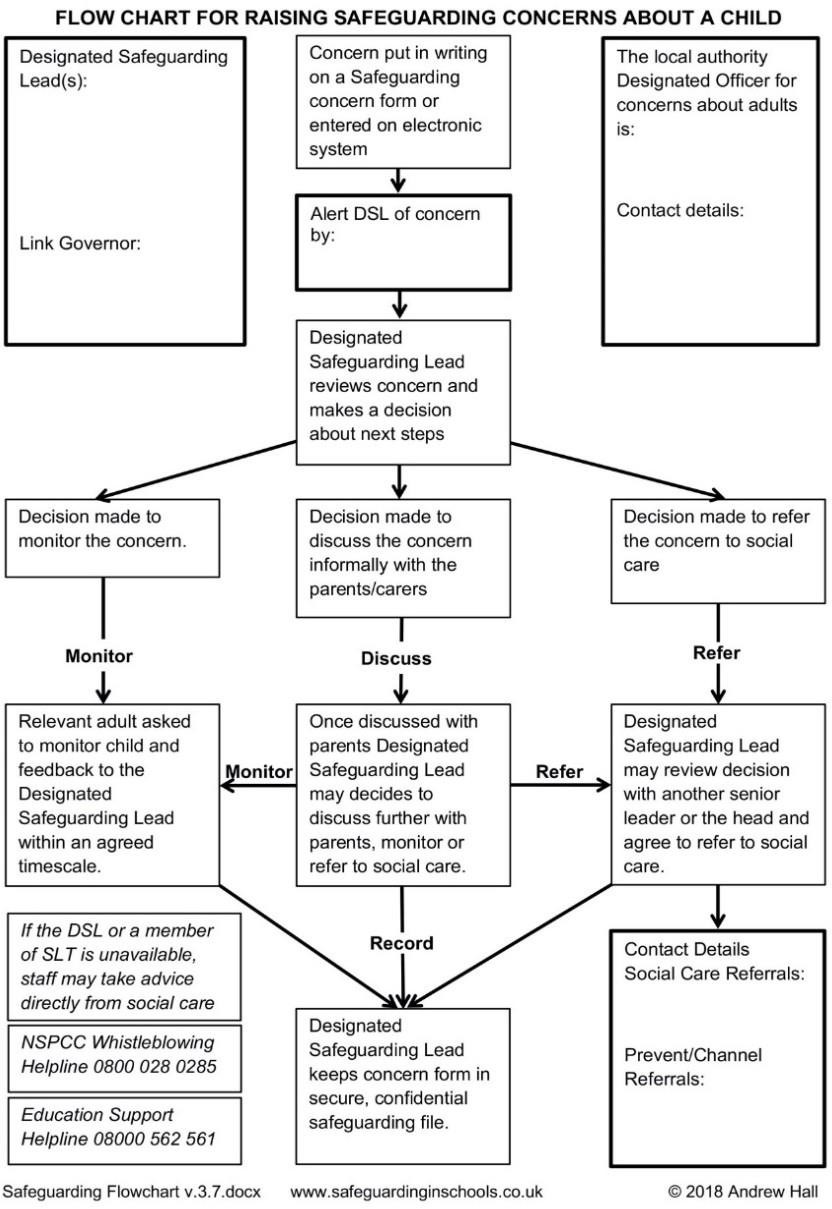 FLOW CHART FOR RAISING SAFEGUARDING CONCERNS ABOUT A CHILD
Designated Safeguarding
Lead(s):
Link Governor:
Concern put in writing
on a Safeguarding
concern form or
entered on electronic
system
The local authority
Designated Officer for
concerns about adults
is:
Contact details:
Alert DSL of concern
by:
Designated
Safeguarding Lead
reviews concern and
makes a decision
about next steps
Decision made to
monitor the concern.
Decision made to
discuss the concern
informally with the
parents/carers
Decision made to refer
the concern to social
care
Monitor
Discuss
Refer
Relevant adult asked
to monitor child and
feedback to the
Designated
Safeguarding Lead
within an agreed
timescale.
Monitor
Once discussed with
parents Designated
Safeguarding Lead
may decides to
discuss further with
parents, monitor or
refer to social care.
Refer
Designated
Safeguarding Lead
may review decision
with another senior
leader or the head and
agree to refer to social
care.
If the DSL or a member
of SLT is unavailable,
staff may take advice
directly from social care
NSPCC Whistleblowing
Helpline 0800 028 0285
Education Support
Helpline 08000 562 561
Record
Designated
Safeguarding Lead
keeps concern form in
secure, confidential
safeguarding file.
Contact Details
Social Care Referrals:
Prevent/Channel
Referrals:
Safeguarding Flowchart v.3.7.docx
www.safeguardinginschools.co.uk
© 2018 Andrew Hall